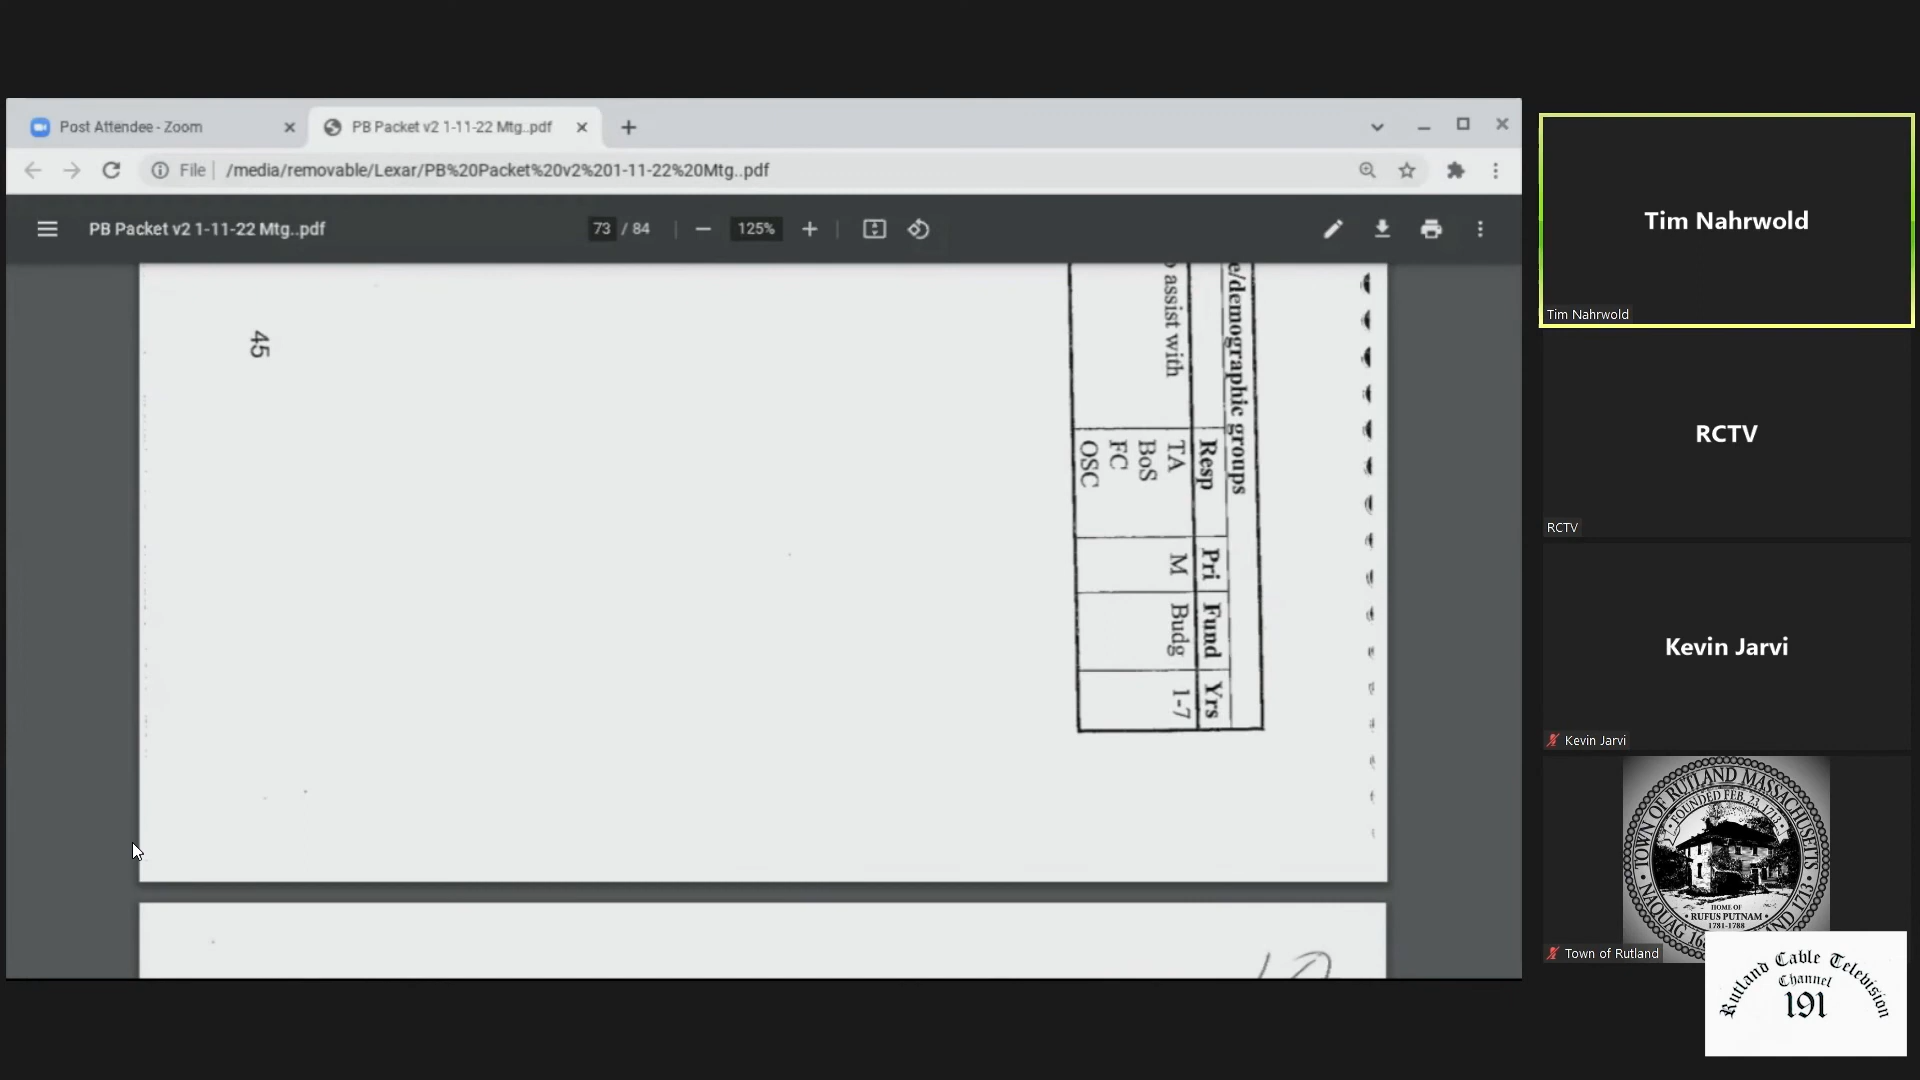 Post Attendee - Zoom
PB Packet v2 1-11-22 Mtg..pdf
File
/media/removable/Lexar/PB%20Packet%20v2%201-11-22%20Mtg..pdf
PB Packet v2 1-11-22 Mtg..pdf
73 / 84
125%
e/demographic groups
Resp
Pri
Fund
Yrs
assist with
TA
BoS
FC
OSC
M
Budg
1-7
45
Tim Nahrwold
Tim Nahrwold
RCTV
RCTV
Kevin Jarvi
Kevin Jarvi
TOWN OF RUTLAND MASSACHUSETTS
FOUNDED FEB. 23, 1713
HOME OF
RUFUS PUTNAM
1781-1788
NAQUAG
1713
Town of Rutland
Rutland Cable Television
Channel
191